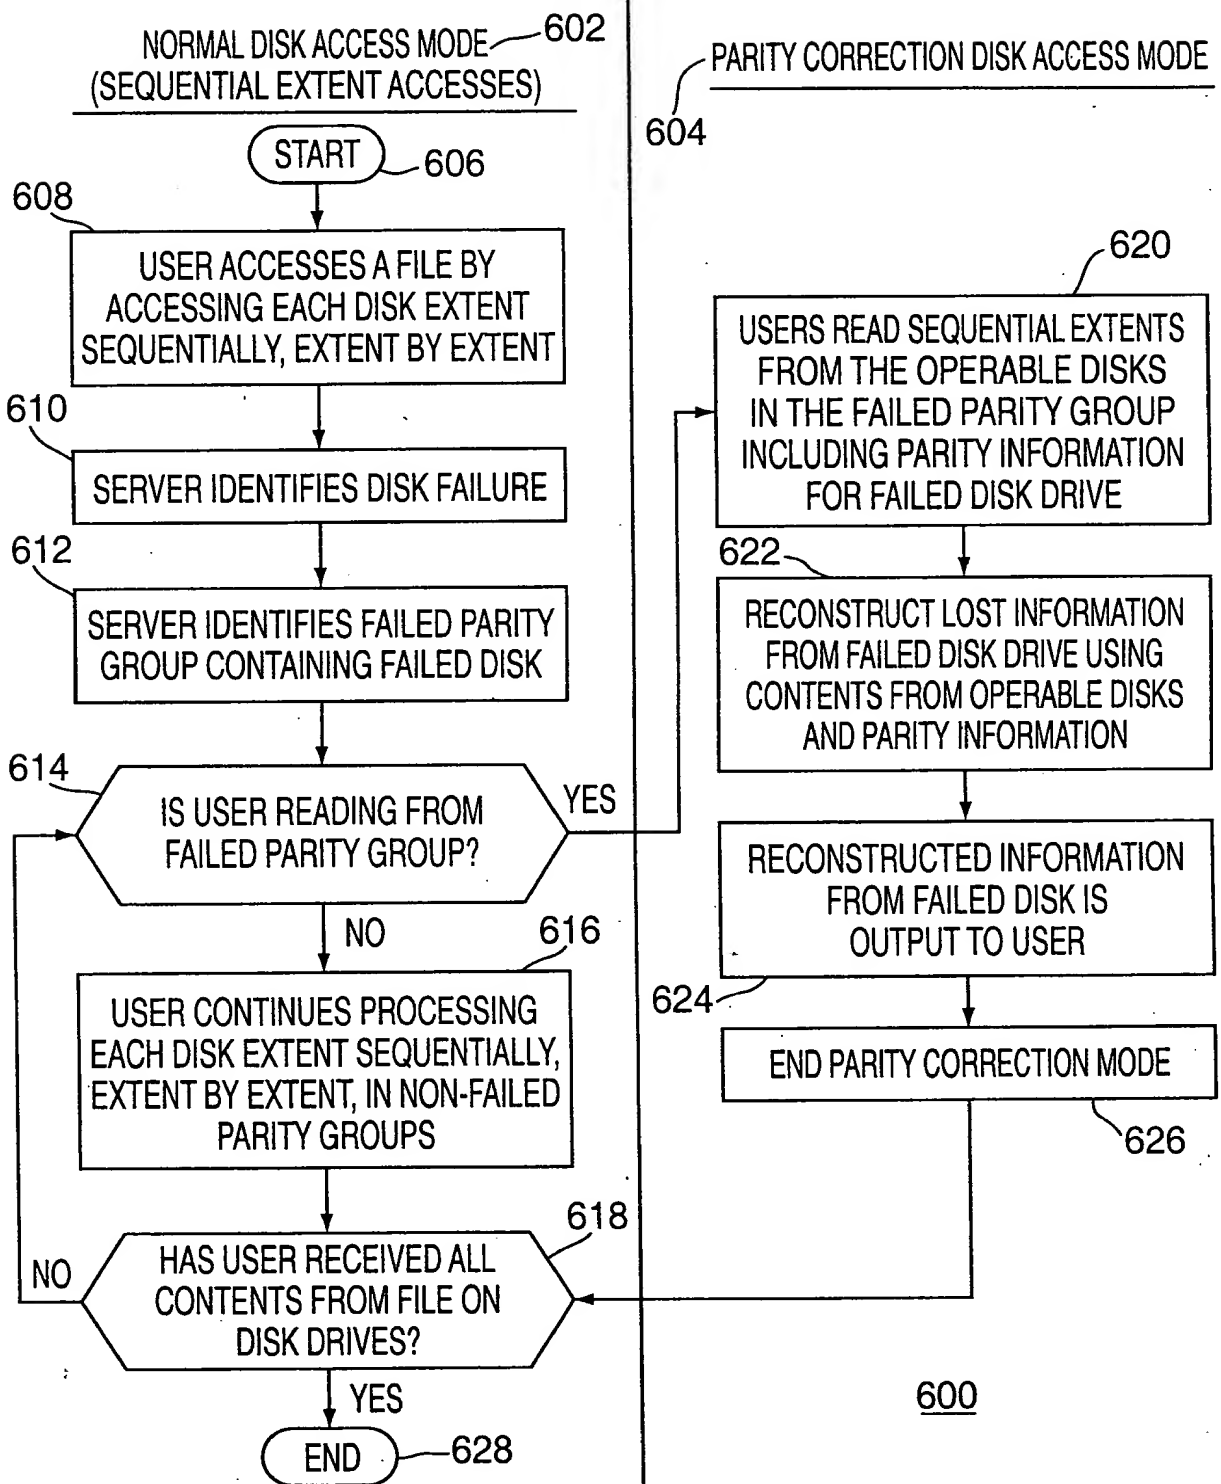 NORMAL DISK ACCESS MODE 602
(SEQUENTIAL EXTENT ACCESSES)
PARITY CORRECTION DISK ACCESS MODE
604
START
606
608
USER ACCESSES A FILE BY
ACCESSING EACH DISK EXTENT
SEQUENTIALLY, EXTENT BY EXTENT
610
SERVER IDENTIFIES DISK FAILURE
612
SERVER IDENTIFIES FAILED PARITY
GROUP CONTAINING FAILED DISK
614
IS USER READING FROM
FAILED PARITY GROUP?
YES
NO
616
USER CONTINUES PROCESSING
EACH DISK EXTENT SEQUENTIALLY,
EXTENT BY EXTENT, IN NON-FAILED
PARITY GROUPS
618
HAS USER RECEIVED ALL
CONTENTS FROM FILE ON
DISK DRIVES?
NO
YES
END
628
620
USERS READ SEQUENTIAL EXTENTS
FROM THE OPERABLE DISKS
IN THE FAILED PARITY GROUP
INCLUDING PARITY INFORMATION
FOR FAILED DISK DRIVE
622
RECONSTRUCT LOST INFORMATION
FROM FAILED DISK DRIVE USING
CONTENTS FROM OPERABLE DISKS
AND PARITY INFORMATION
RECONSTRUCTED INFORMATION
FROM FAILED DISK IS
OUTPUT TO USER
624
END PARITY CORRECTION MODE
626
600